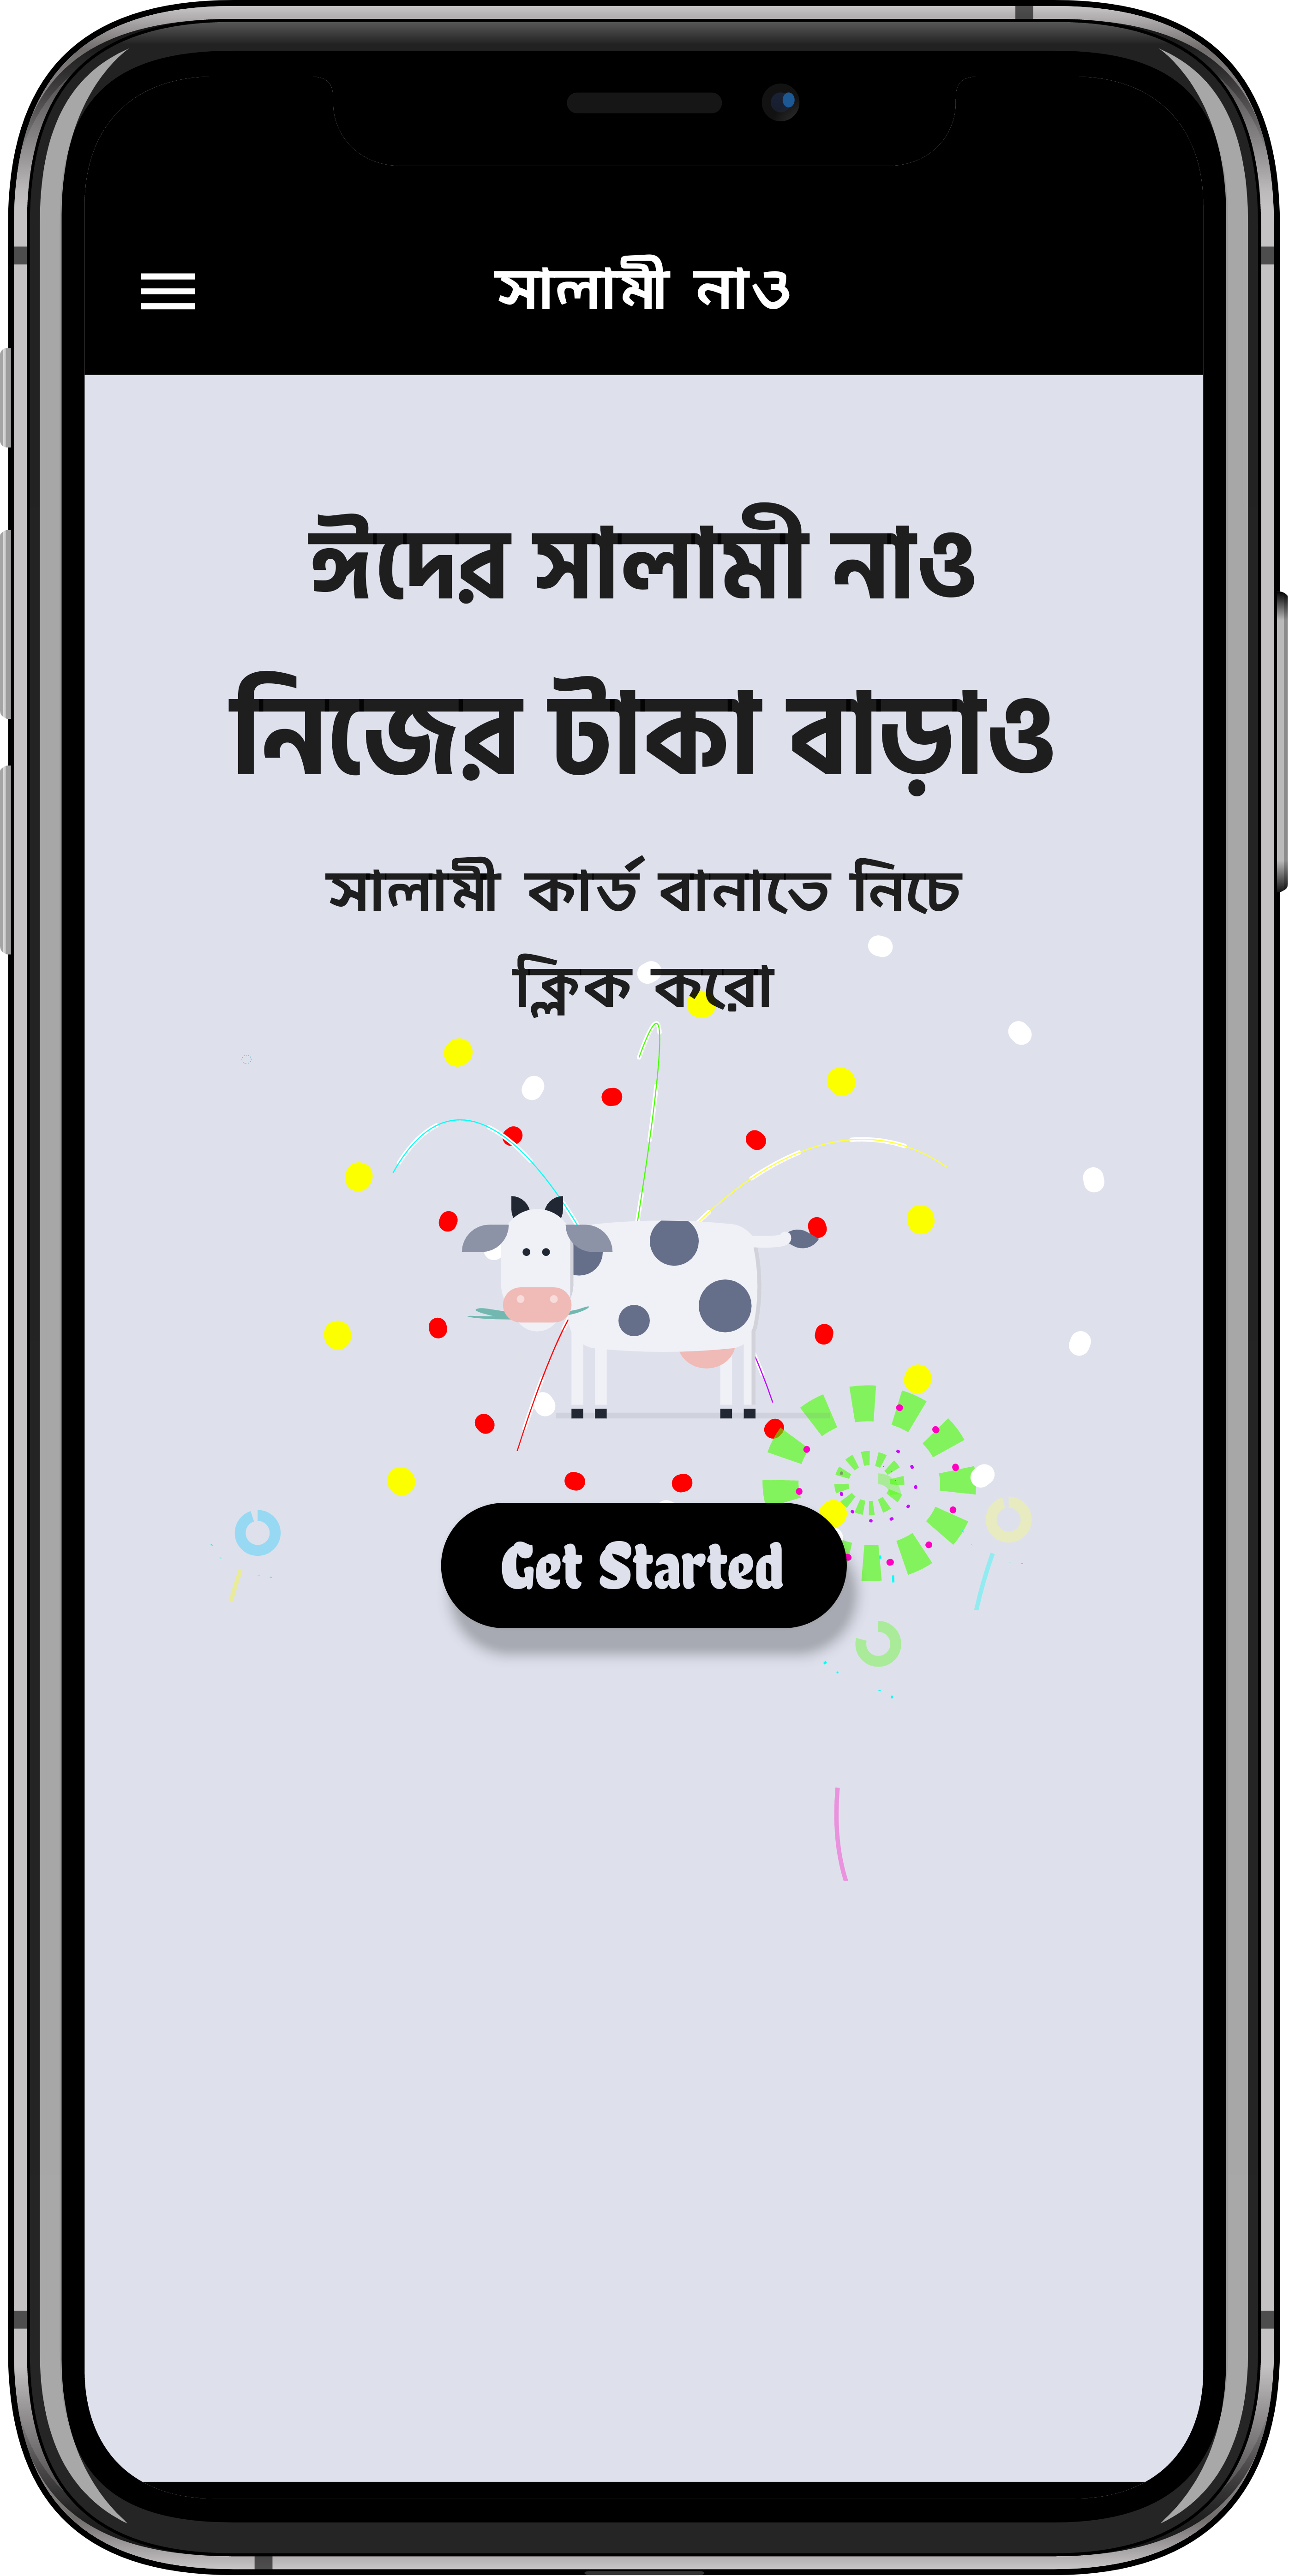 সালামী নাও
ঈদের সালামী নাও
নিজের টাকা বাড়াও
সালামী কার্ড বানাতে নিচে
ক্লিক করো
Get Started